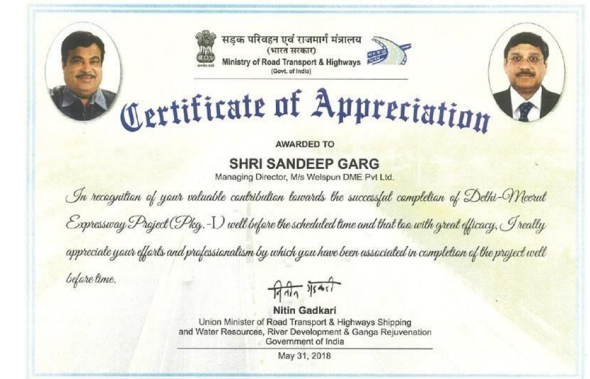 सड़क परिवहन एवं राजमार्ग मंत्रालय
(भारत सरकार)
Ministry of Road Transport & Highways
(Govt. of India)
Certificate of Appreciation
AWARDED TO
SHRI SANDEEP GARG
Managing Director, M/s Welspun DME Pvt Ltd.
In recognition of your valuable contribution towards the successful completion of Delhi-Meerut
Expressway Project (Pkg.-I) well before the scheduled time and that too with great efficacy, I really
appreciate your efforts and professionalism by which you have been associated in completion of the project well
before time.
नितीन गडकरी
Nitin Gadkari
Union Minister of Road Transport & Highways Shipping
and Water Resources, River Development & Ganga Rejuvenation
Government of India
May 31, 2018